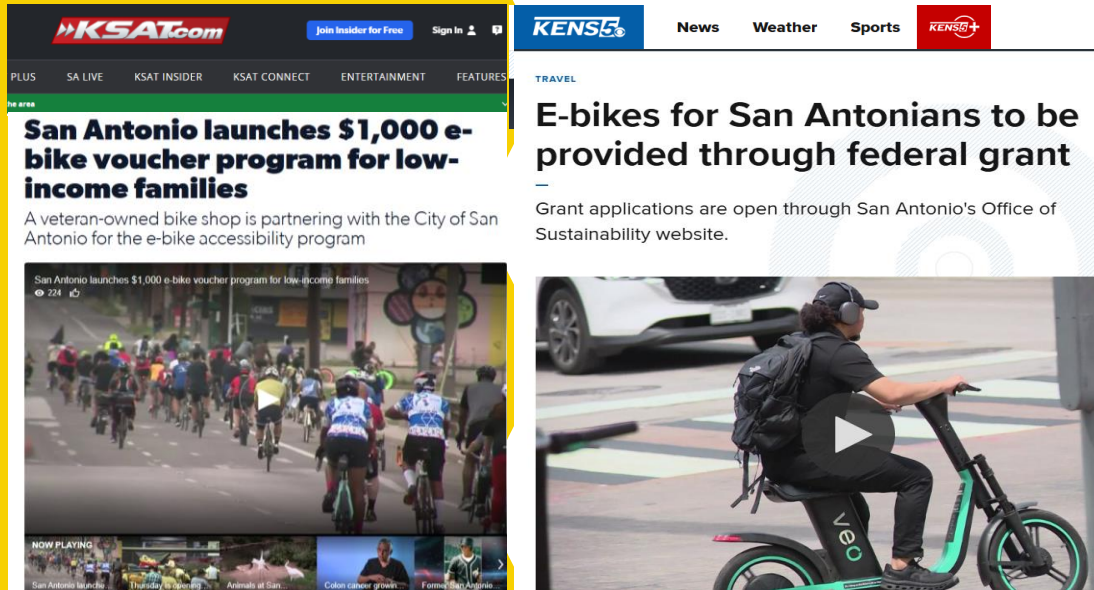 KSAT.com
Join Insider for Free
Sign In
PLUS SA LIVE KSAT INSIDER KSAT CONNECT ENTERTAINMENT FEATURES
he area
San Antonio launches $1,000 e-
bike voucher program for low-
income families
A veteran-owned bike shop is partnering with the City of San
Antonio for the e-bike accessibility program
San Antonio launches $1,000 e-bike voucher program for low-income families
224
NOW PLAYING
San Antonio launche... Thursday is opening ... Animals at San... Colon cancer growin... Former San Antonio
KENS5
News Weather Sports KENS5+
TRAVEL
E-bikes for San Antonians to be
provided through federal grant
Grant applications are open through San Antonio's Office of
Sustainability website.
veo